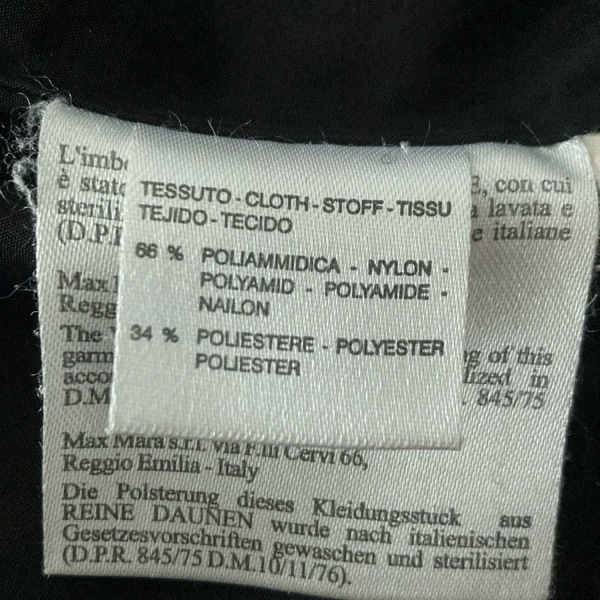 L'imb
è stat
sterili
(D.P.
E, con cui
lavata e
e italiane
TESSUTO - CLOTH - STOFF - TISSU
TEJIDO - TECIDO
66 % POLIAMMIDICA - NYLON -
POLYAMID - POLYAMIDE -
NAILON
34 % POLIESTERE - POLYESTER
POLIESTER
Max
Regg
The
garm
acco
D.M.
g of this
lized in
845/75
Max Mara s.r.l. Via F.lli Cervi 66,
Reggio Emilia - Italy
Die Polsterung dieses Kleidungsstuck aus
REINE DAUNEN wurde nach italienischen
Gesetzesvorschriften gewaschen und sterilisiert
(D.P.R. 845/75 D.M.10/11/76).